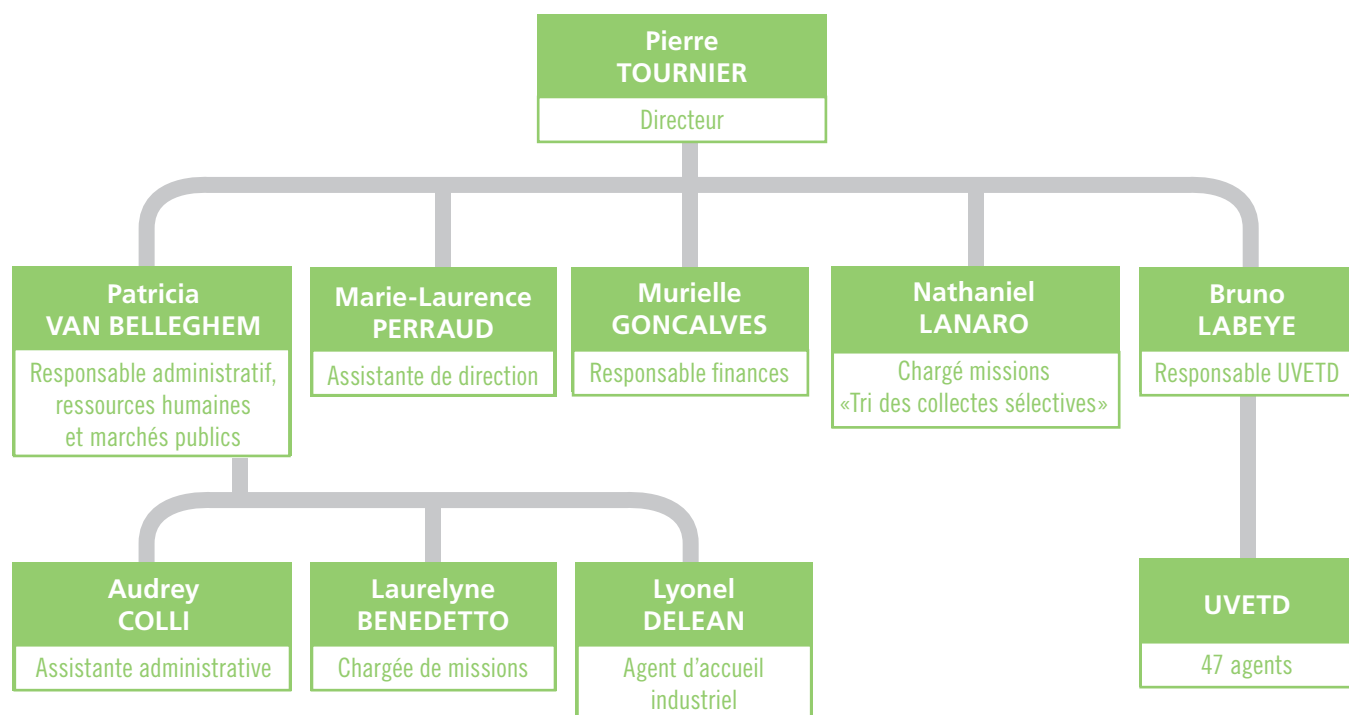 Pierre
TOURNIER
Directeur
Patricia
VAN BELLEGHEM
Responsable administratif,
ressources humaines
et marchés publics
Marie-Laurence
PERRAUD
Assistante de direction
Murielle
GONCALVES
Responsable finances
Nathaniel
LANARO
Chargé missions
«Tri des collectes sélectives»
Bruno
LABEYE
Responsable UVETD
Audrey
COLLI
Assistante administrative
Laurelyne
BENEDETTO
Chargée de missions
Lyonel
DELEAN
Agent d’accueil
industriel
UVETD
47 agents